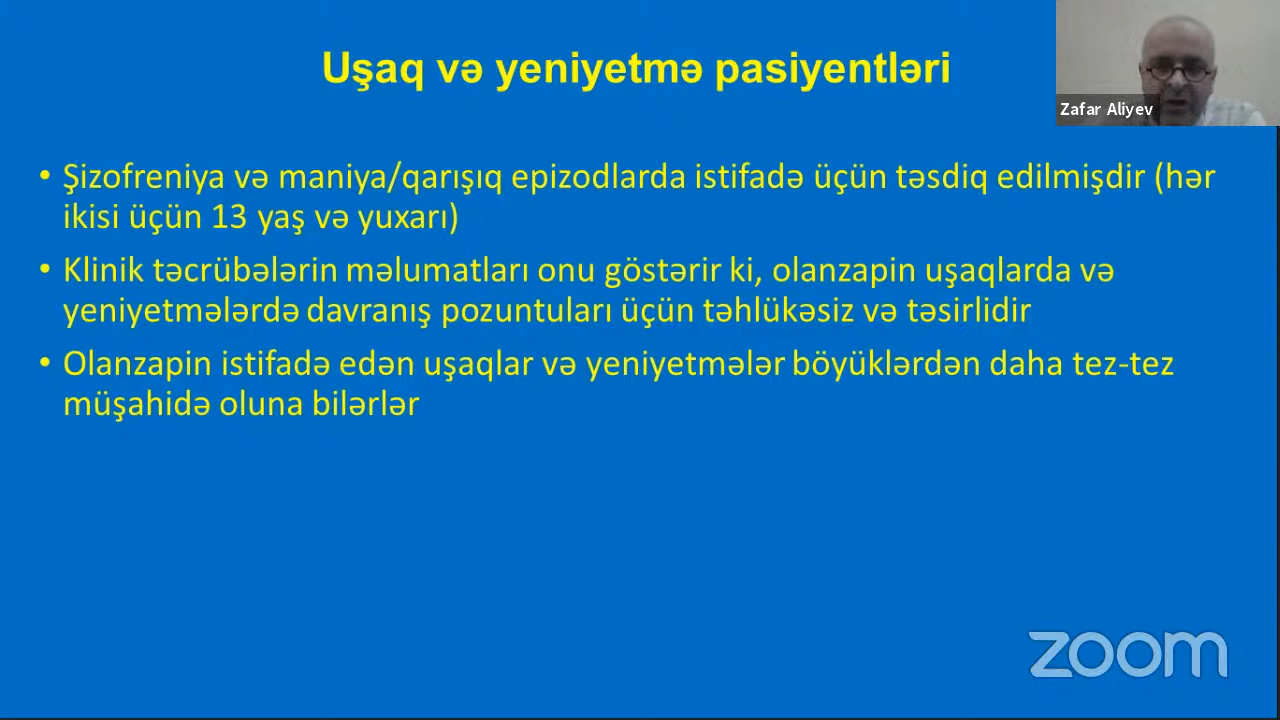 Uşaq və yeniyetmə pasiyentləri
Zafar Aliyev
• Şizofreniya və maniya/qarışıq epizodlarda istifadə üçün təsdiq edilmişdir (hər
ikisi üçün 13 yaş və yuxarı)
• Klinik təcrübələrin məlumatları onu göstərir ki, olanzapin uşaqlarda və
yeniyetmələrdə davranış pozuntuları üçün təhlükəsiz və təsirlidir
• Olanzapin istifadə edən uşaqlar və yeniyetmələr böyüklərdən daha tez-tez
müşahidə oluna bilərlər
zoom